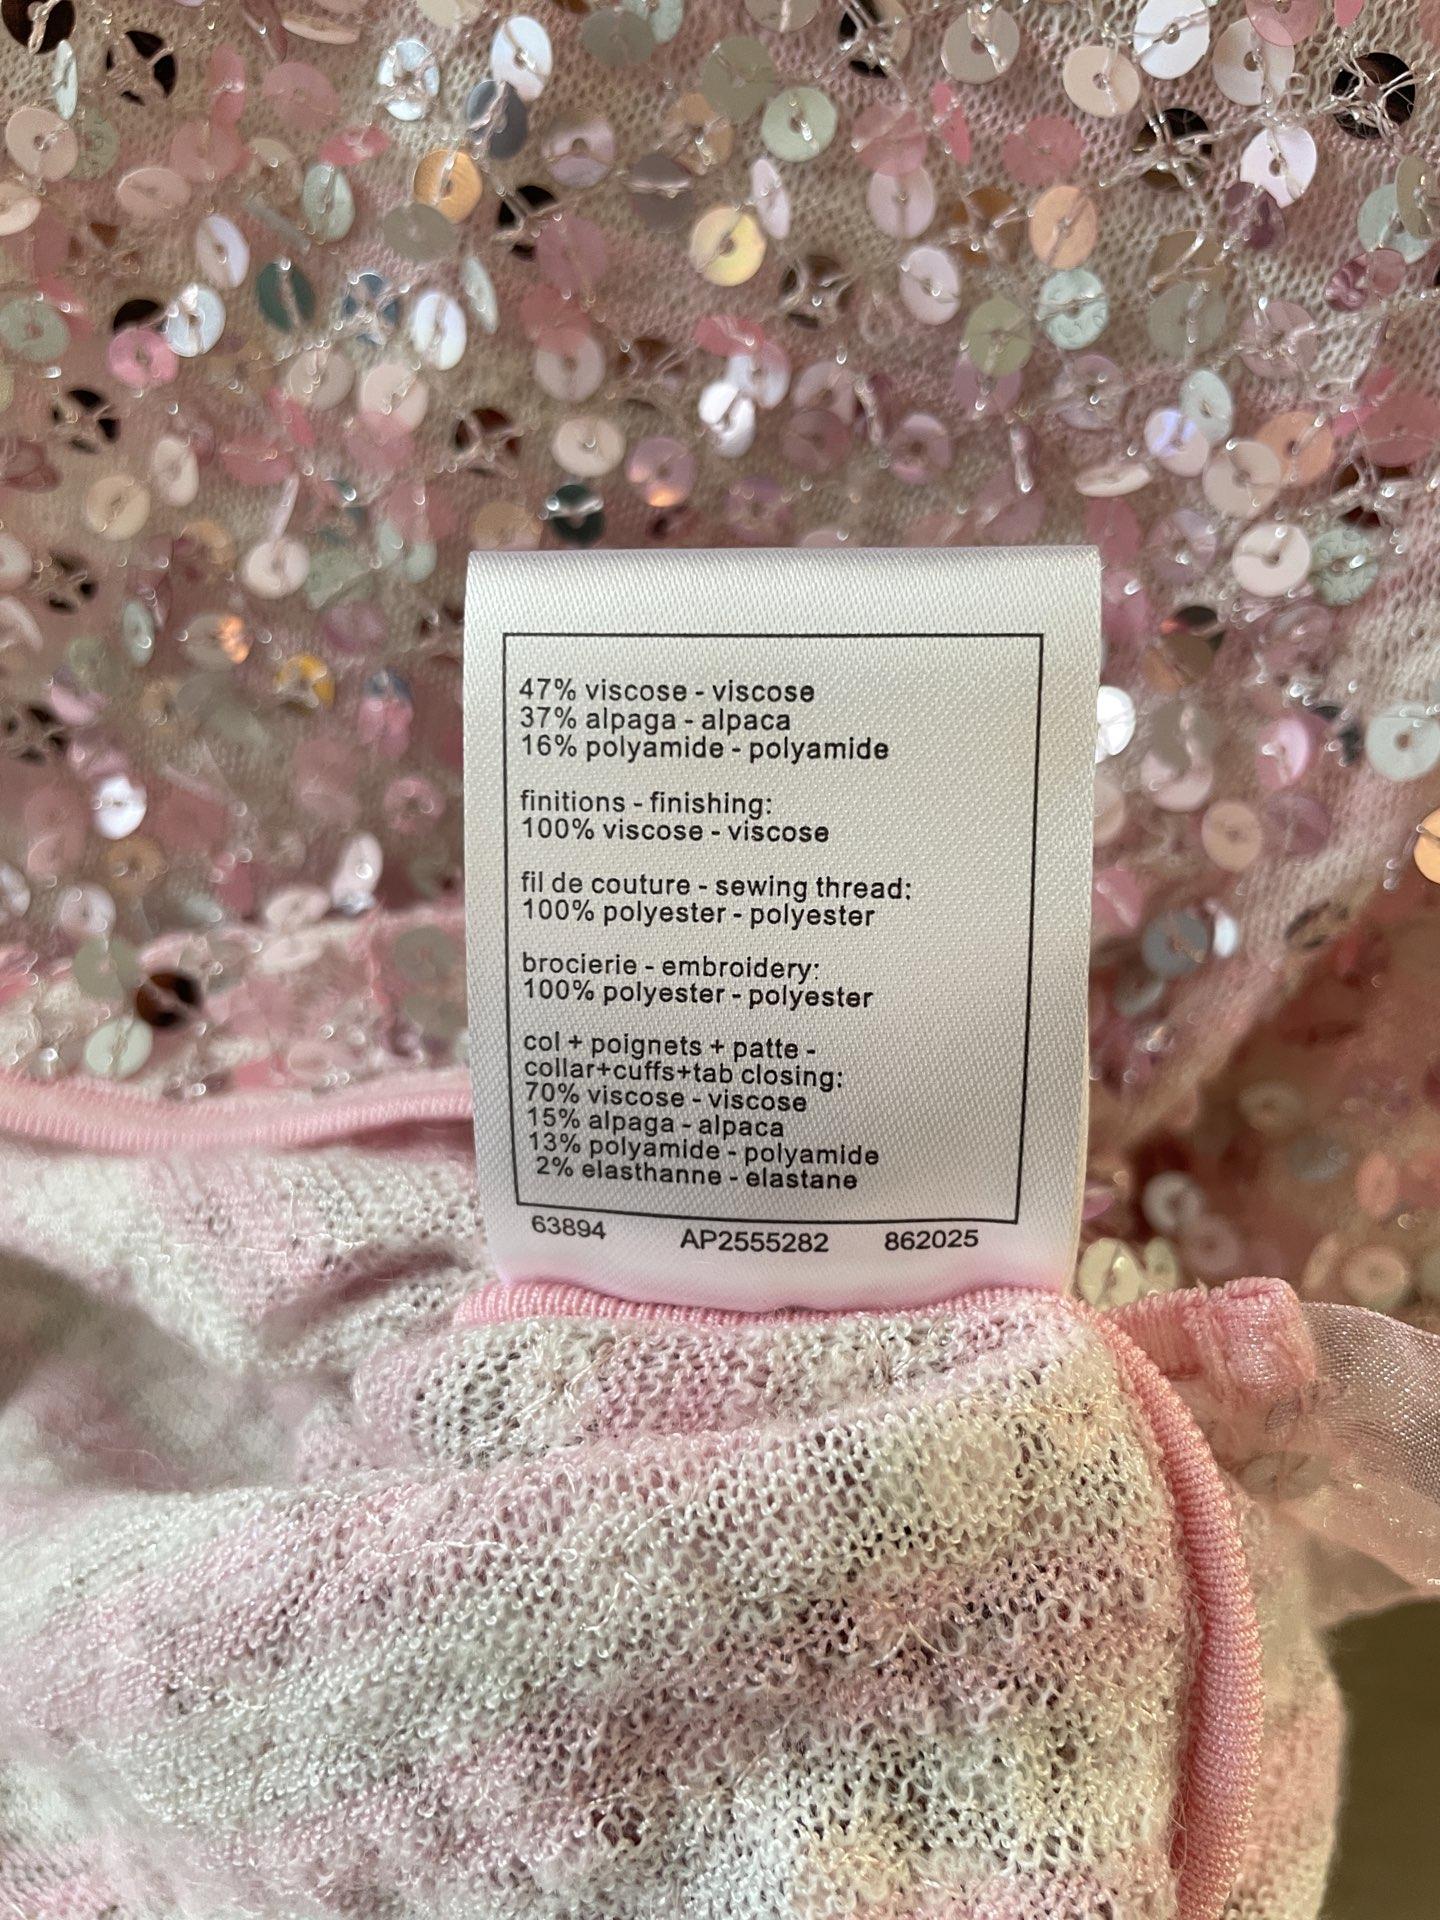 47% viscose - viscose
37% alpaga - alpaca
16% polyamide - polyamide
finitions - finishing:
100% viscose - viscose
fil de couture - sewing thread:
100% polyester - polyester
brocierie - embroidery:
100% polyester - polyester
col + poignets + patte -
collar+cuffs+tab closing:
70% viscose - viscose
15% alpaga - alpaca
13% polyamide - polyamide
2% elasthanne - elastane
63894 AP2555282 862025